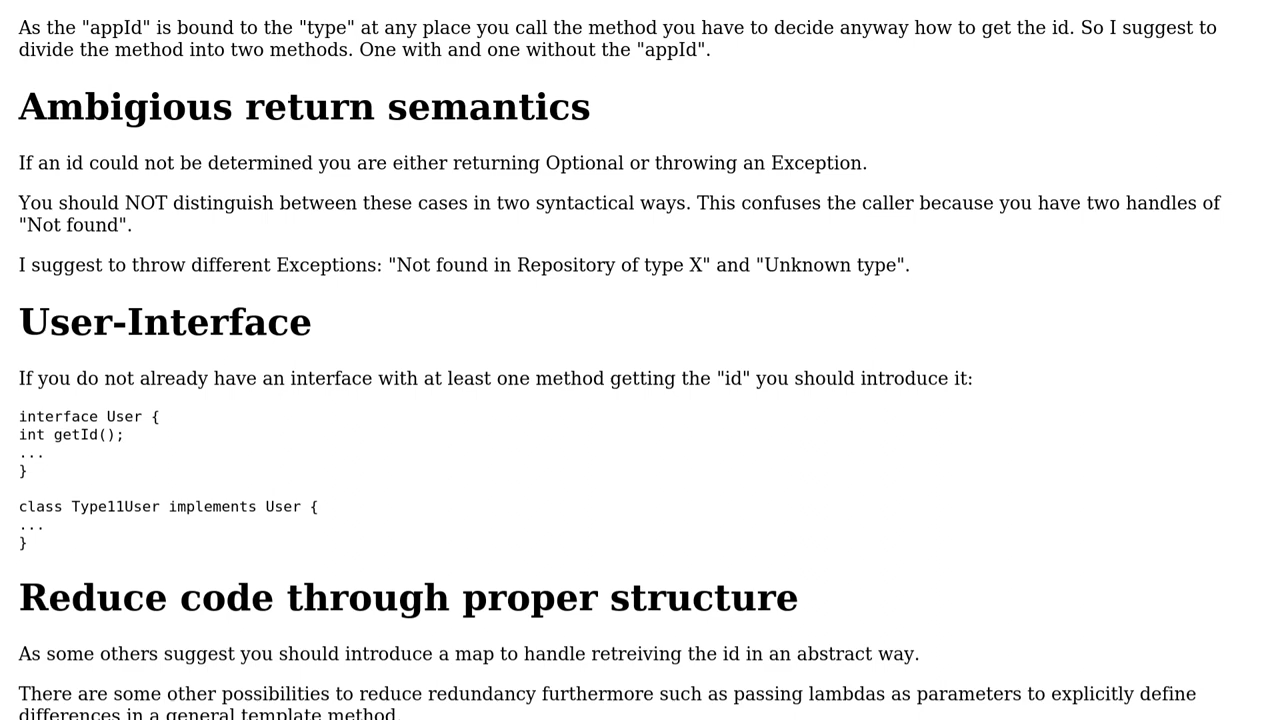 As the "appId" is bound to the "type" at any place you call the method you have to decide anyway how to get the id. So I suggest to
divide the method into two methods. One with and one without the "appId".
Ambigious return semantics
If an id could not be determined you are either returning Optional or throwing an Exception.
You should NOT distinguish between these cases in two syntactical ways. This confuses the caller because you have two handles of
"Not found".
I suggest to throw different Exceptions: "Not found in Repository of type X" and "Unknown type".
User-Interface
If you do not already have an interface with at least one method getting the "id" you should introduce it:
interface User {
int getId();
...
}
class Type11User implements User {
...
}
Reduce code through proper structure
As some others suggest you should introduce a map to handle retreiving the id in an abstract way.
There are some other possibilities to reduce redundancy furthermore such as passing lambdas as parameters to explicitly define
differences in a general template method.